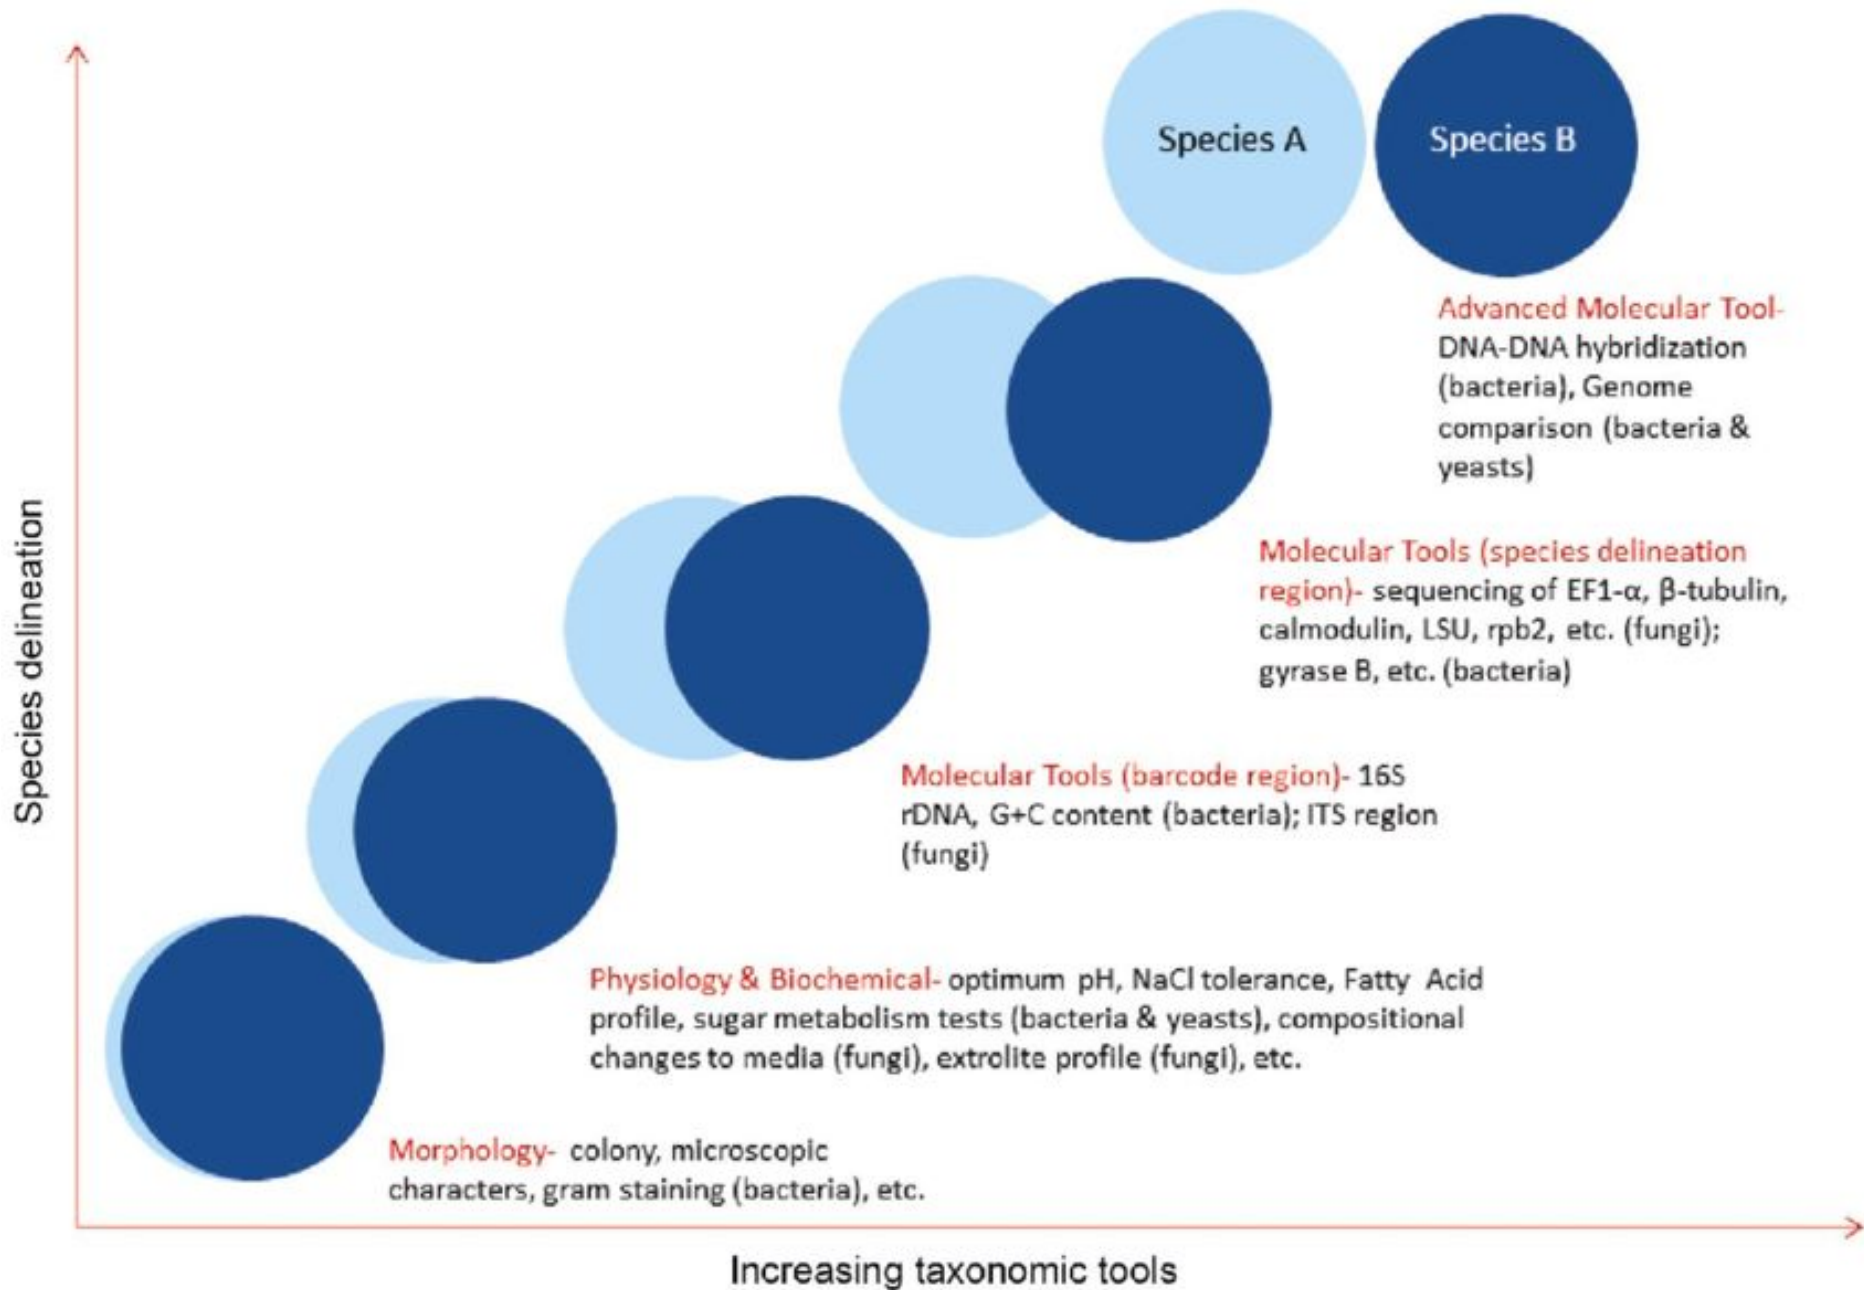 Species A
Species B
Advanced Molecular Tool-
DNA-DNA hybridization
(bacteria), Genome
comparison (bacteria &
yeasts)
Molecular Tools (species delineation
region)- sequencing of EF1-α, β-tubulin,
calmodulin, LSU, rpb2, etc. (fungi);
gyrase B, etc. (bacteria)
Molecular Tools (barcode region)- 16S
rDNA, G+C content (bacteria); ITS region
(fungi)
Physiology & Biochemical- optimum pH, NaCl tolerance, Fatty Acid
profile, sugar metabolism tests (bacteria & yeasts), compositional
changes to media (fungi), extrolite profile (fungi), etc.
Morphology- colony, microscopic
characters, gram staining (bacteria), etc.
Species delineation
Increasing taxonomic tools